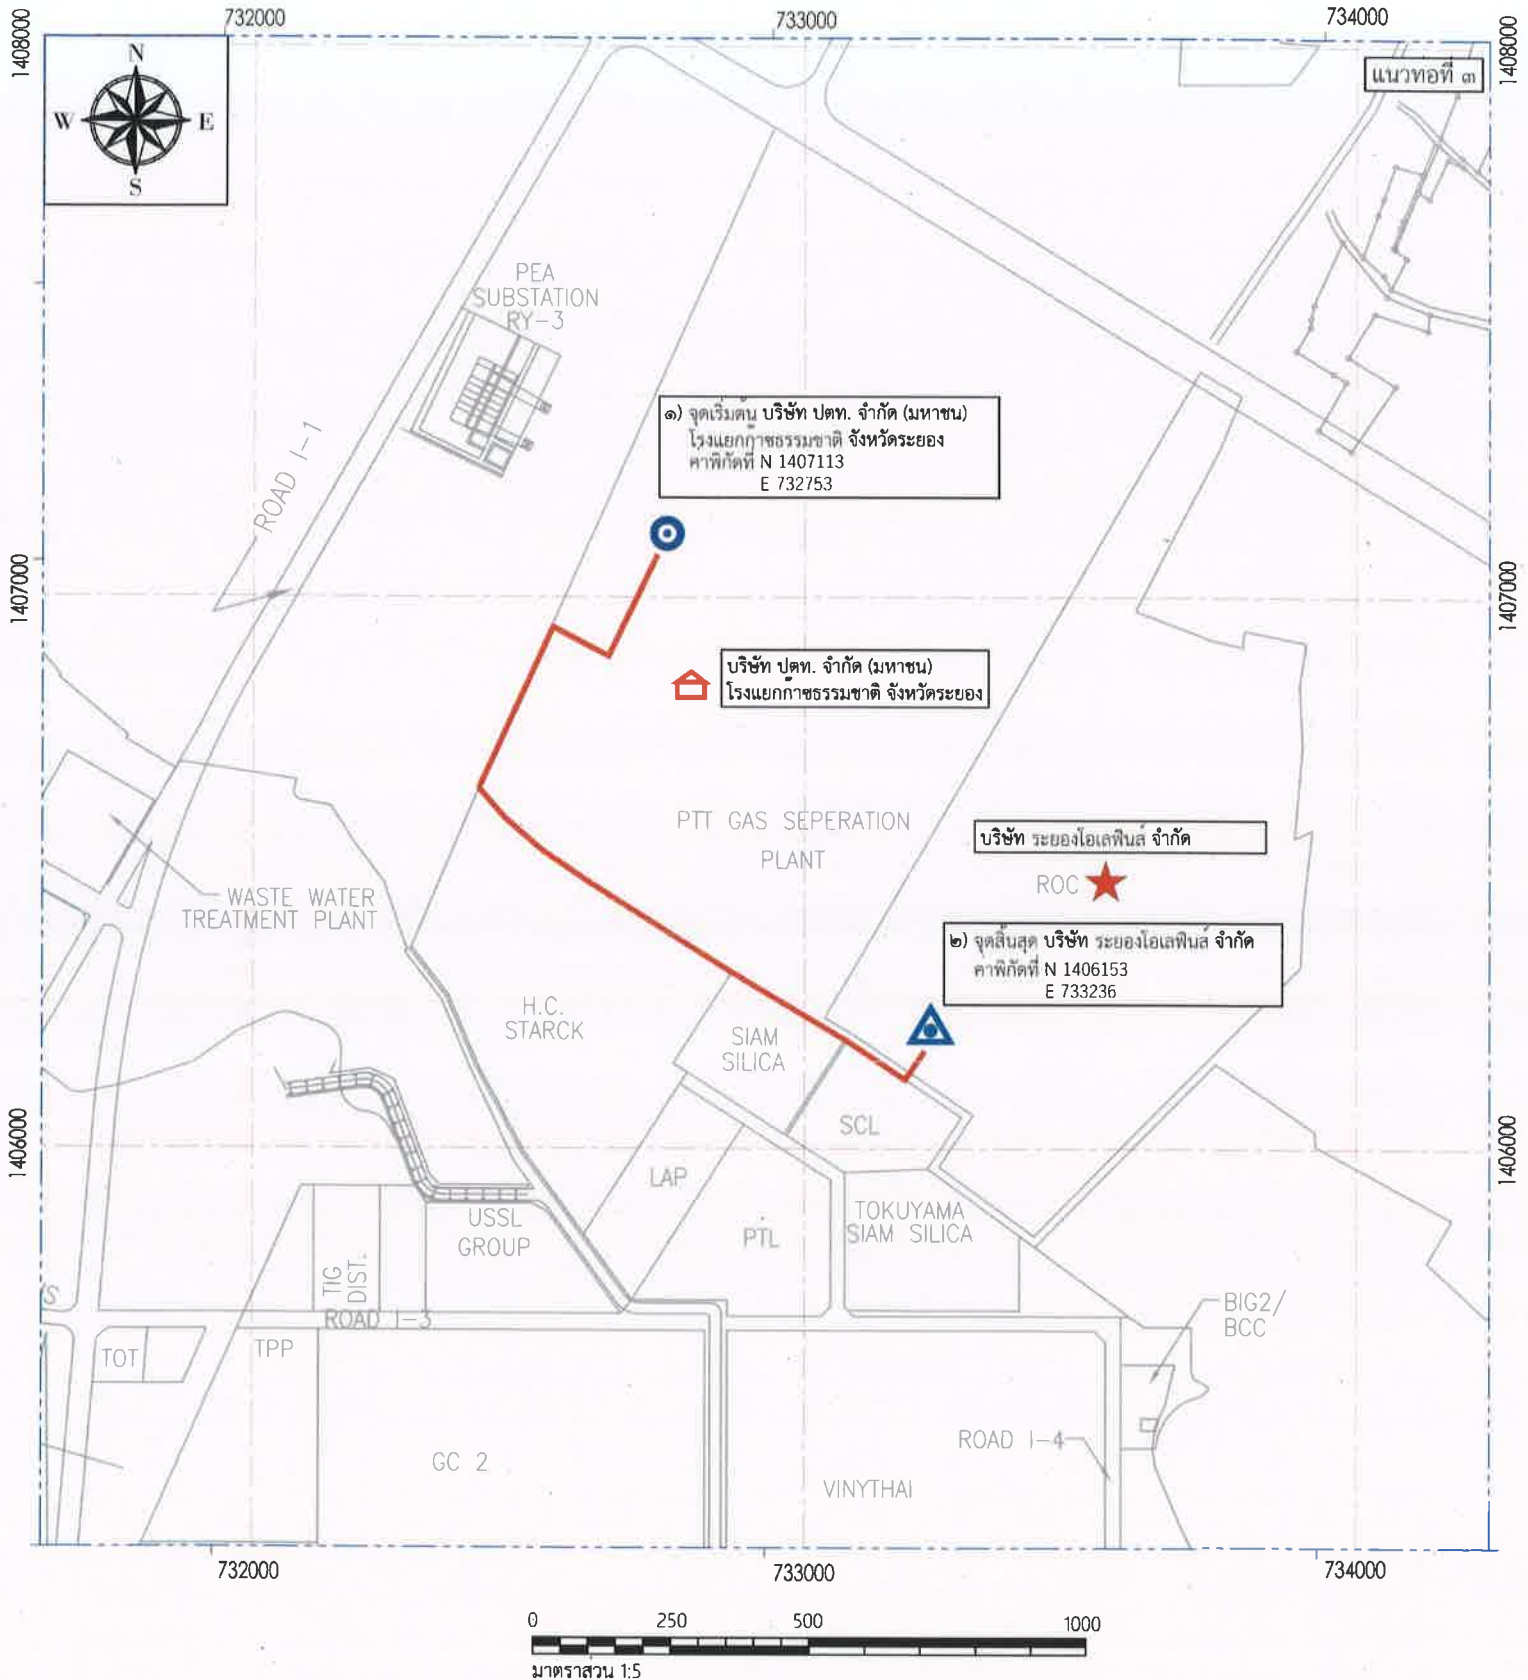 732000
733000
734000
1408000
1408000
แนวทอที่ ๓
N
W
E
S
PEA
SUBSTATION
RY-3
๑) จุดเริ่มต้น บริษัท ปตท. จำกัด (มหาชน)
โรงแยกก๊าซธรรมชาติ จังหวัดระยอง
ค่าพิกัดที่ N 1407113
E 732753
ROAD I-1
1407000
1407000
บริษัท ปตท. จำกัด (มหาชน)
โรงแยกก๊าซธรรมชาติ จังหวัดระยอง
PTT GAS SEPERATION
PLANT
บริษัท ระยองโอเลฟินส์ จำกัด
ROC
WASTE WATER
TREATMENT PLANT
๒) จุดสิ้นสุด บริษัท ระยองโอเลฟินส์ จำกัด
คาพิกัดที่ N 1406153
E 733236
H.C.
STARCK
SIAM
SILICA
SCL
1406000
1406000
LAP
TOKUYAMA
SIAM SILICA
USSL
GROUP
PTL
TIG
DIST.
S
ROAD I-3
BIG2/
BCC
TOT
TPP
ROAD I-4
GC 2
VINYTHAI
732000
733000
734000
0
250
500
1000
มาตราส่วน 1:5